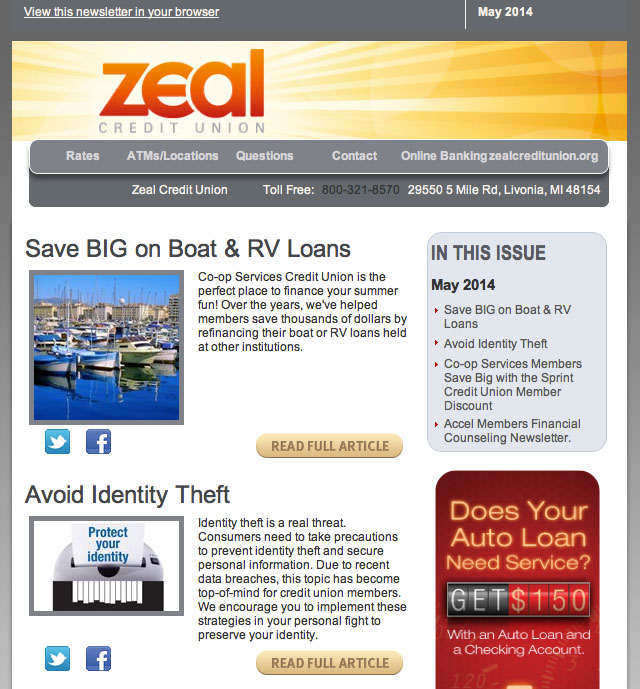 View this newsletter in your browser
May 2014
zeal
CREDIT UNION
Rates ATMs/Locations Questions Contact Online Banking zealcreditunion.org
Zeal Credit Union Toll Free: 800-321-8570 29550 5 Mile Rd, Livonia, MI 48154
Save BIG on Boat & RV Loans
Co-op Services Credit Union is the
perfect place to finance your summer
fun! Over the years, we've helped
members save thousands of dollars by
refinancing their boat or RV loans held
at other institutions.
READ FULL ARTICLE
Avoid Identity Theft
Protect
your
identity
Identity theft is a real threat.
Consumers need to take precautions
to prevent identity theft and secure
personal information. Due to recent
data breaches, this topic has become
top-of-mind for credit union members.
We encourage you to implement these
strategies in your personal fight to
preserve your identity.
READ FULL ARTICLE
IN THIS ISSUE
May 2014
Save BIG on Boat & RV
Loans
Avoid Identity Theft
Co-op Services Members
Save Big with the Sprint
Credit Union Member
Discount
Accel Members Financial
Counseling Newsletter.
Does Your
Auto Loan
Need Service?
GET $150
With an Auto Loan and
a Checking Account.
120